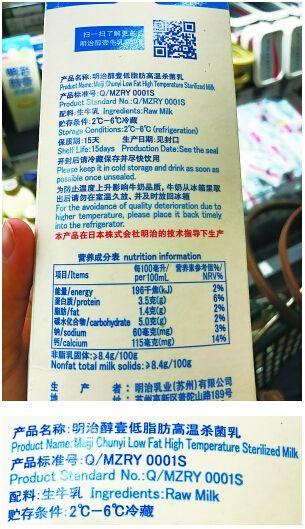 扫一扫了解更多
明治醇壹低
产品名称:明治醇壹低脂肪高温杀菌乳
Product Name:Meiji Chunyi Low Fat High Temperature Sterilized Milk
产品标准号:Q/MZRY 0001S
Product Standard No.:Q/MZRY 0001S
配料:生牛乳 Ingredients:Raw Milk
贮存条件:2℃−6℃冷藏
Storage Conditions:2℃−6℃(refrigeration)
保质期:15天 生产日期:见封口
Shelf Life:15days Production Date:See the seal
开封后请冷藏保存并尽快饮用
Please keep it in cold storage and drink as soon as
possible once unsealed.
为防止温度上升影响牛奶品质，牛奶从冰箱里取
出后请勿在室温久放，并及时放回冰箱
For the avoidance of quality deterioration due to
higher temperature, please place it back timely
into the refrigerator.
本产品在日本株式会社明治的技术指导下生产
营养成分表 nutrition information
项目/Items 每100毫升/per 100mL 营养素参考值%/NRV%
能量/energy 196千焦(kJ) 2%
蛋白质/protein 3.5克(g) 6%
脂肪/fat 1.4克(g) 2%
碳水化合物/carbohydrate 5.0克(g) 2%
钠/sodium 60毫克(mg) 3%
钙/calcium 115毫克(mg) 14%
非脂乳固体≥8.4g/100g
Nonfat total milk solids:≥8.4g/100g
生产者:明治乳业(苏州)有限公司
地址:苏州高新区普陀山路189号
产品名称:明治醇壹低脂肪高温杀菌乳
Product Name:Meiji Chunyi Low Fat High Temperature Sterilized Milk
产品标准号:Q/MZRY 0001S
Product Standard No.:Q/MZRY 0001S
配料:生牛乳 Ingredients:Raw Milk
贮存条件:2℃−6℃冷藏